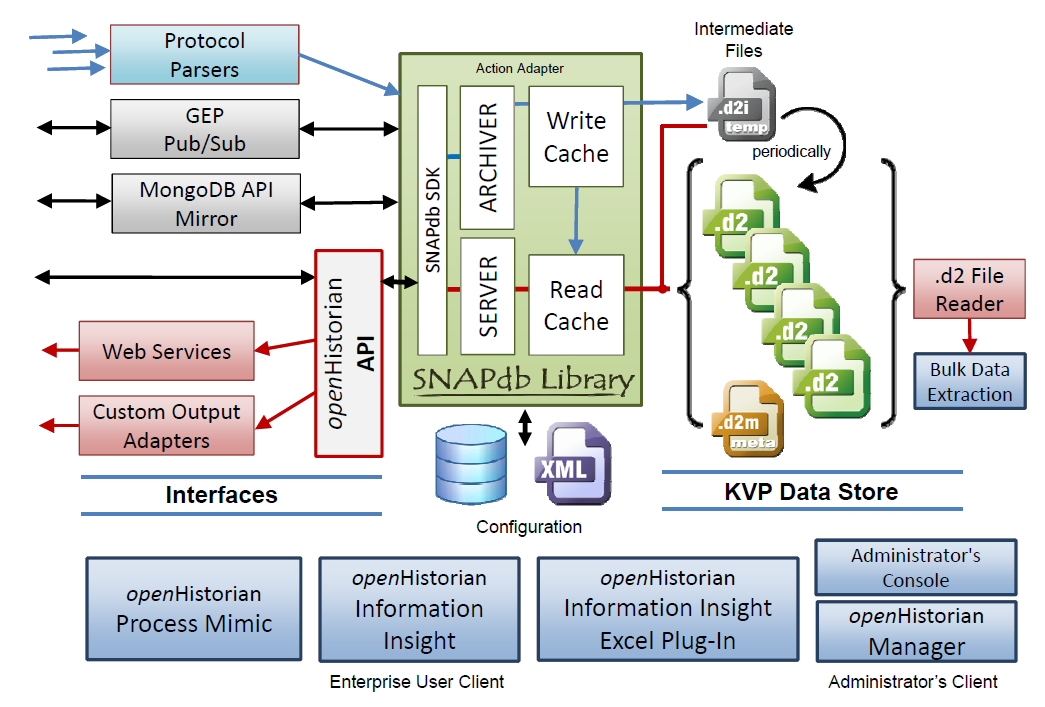 Protocol
Parsers
GEP
Pub/Sub
MongoDB API
Mirror
openHistorian
API
Web Services
Custom Output
Adapters
Interfaces
Action Adapter
SNAPdb SDK
ARCHIVER
Write
Cache
SERVER
Read
Cache
SNAPdb Library
XML
Configuration
Intermediate
Files
.d2i
temp
periodically
.d2
.d2
.d2
.d2
.d2m
meta
KVP Data Store
.d2 File
Reader
Bulk Data
Extraction
openHistorian
Process Mimic
openHistorian
Information
Insight
openHistorian
Information Insight
Excel Plug-In
Administrator's
Console
openHistorian
Manager
Enterprise User Client
Administrator’s Client